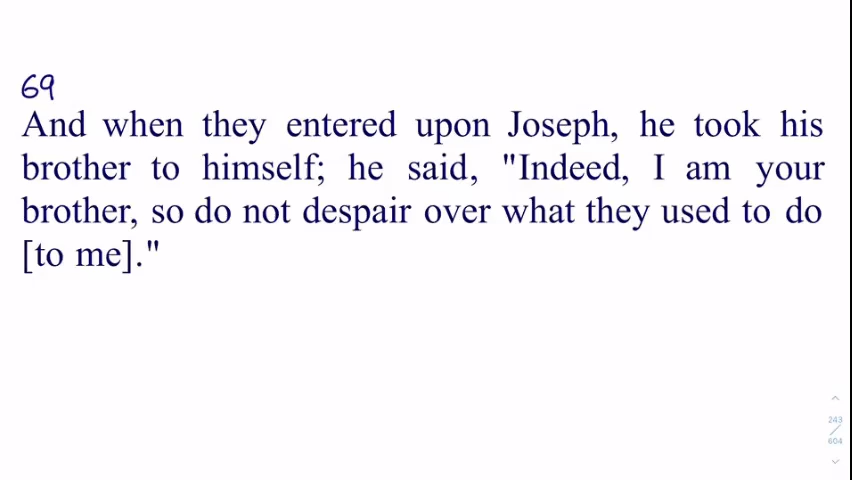 69
And when they entered upon Joseph, he took his
brother to himself; he said, "Indeed, I am your
brother, so do not despair over what they used to do
[to me]."
243
604